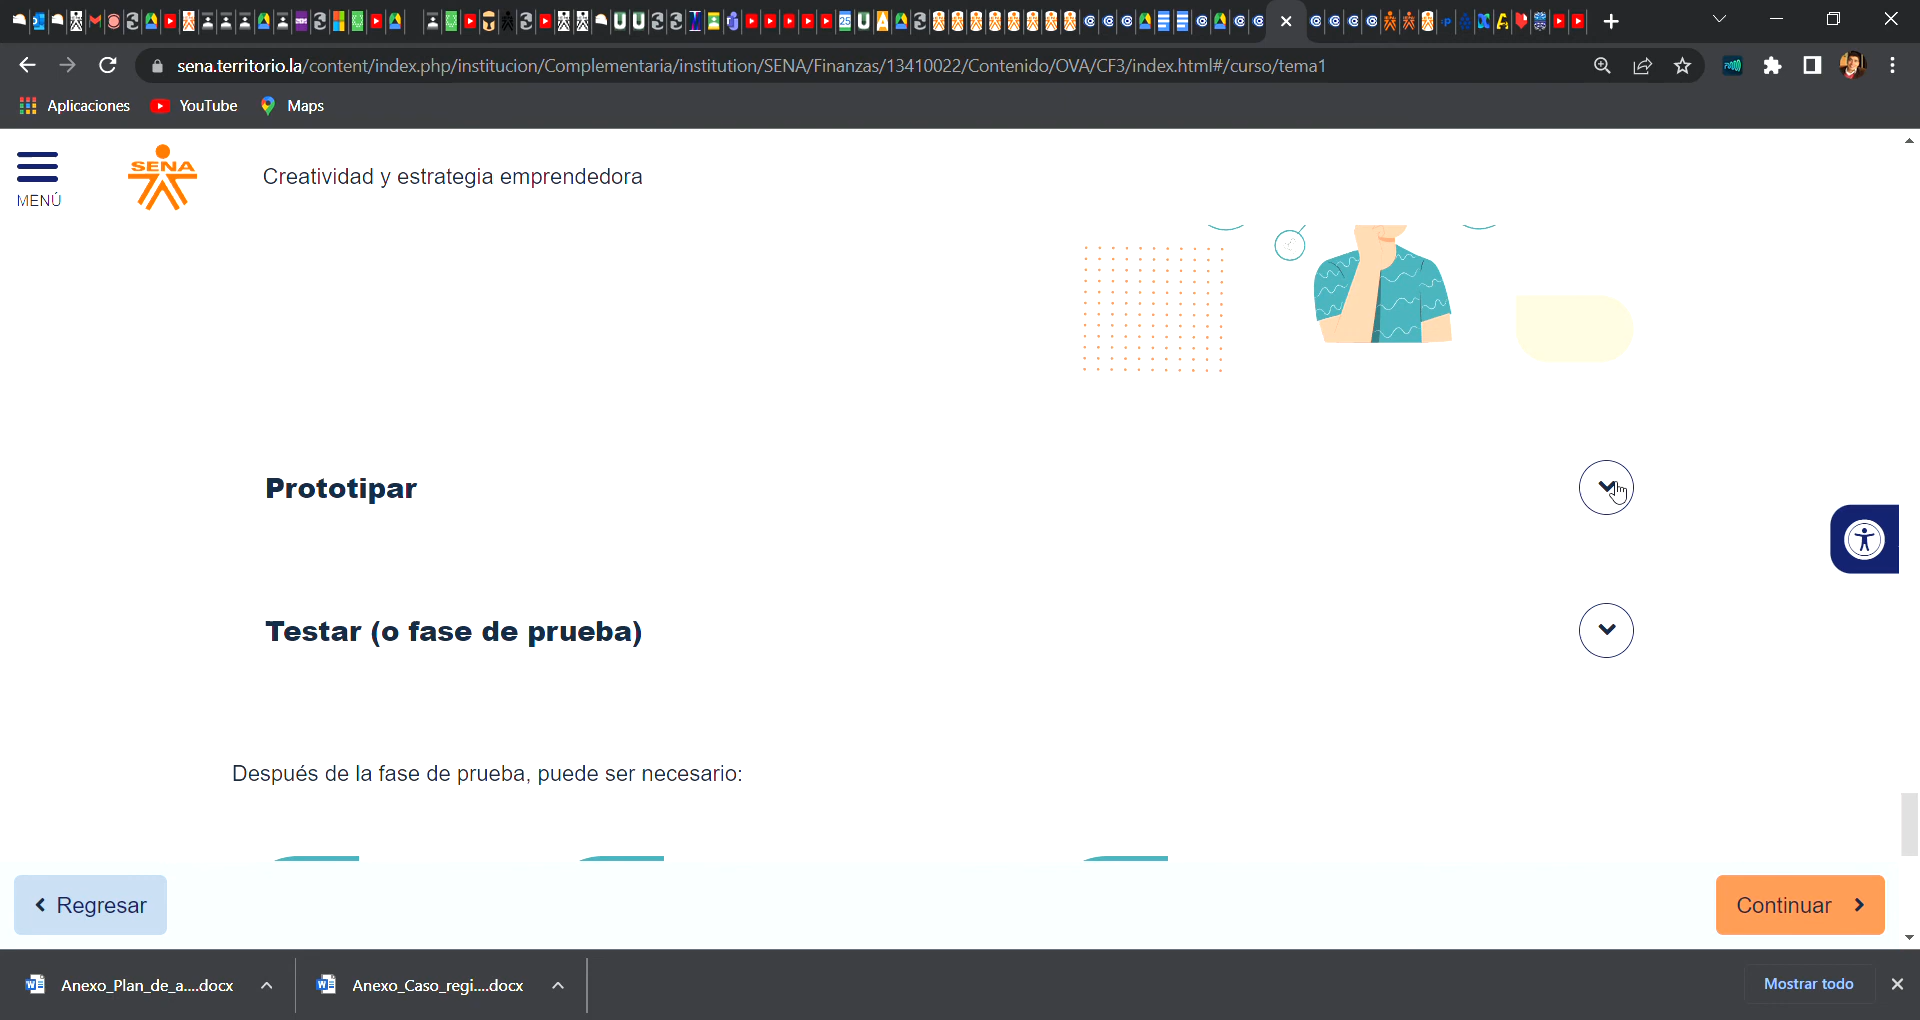 sena.territorio.la/content/index.php/institucion/Complementaria/institution/SENA/Finanzas/13410022/Contenido/OVA/CF3/index.html#/curso/tema1
Aplicaciones
YouTube
Maps
MENÚ
SENA
Creatividad y estrategia emprendedora
Prototipar
Testar (o fase de prueba)
Después de la fase de prueba, puede ser necesario:
Regresar
Continuar
Anexo_Plan_de_a....docx
Anexo_Caso_regi....docx
Mostrar todo